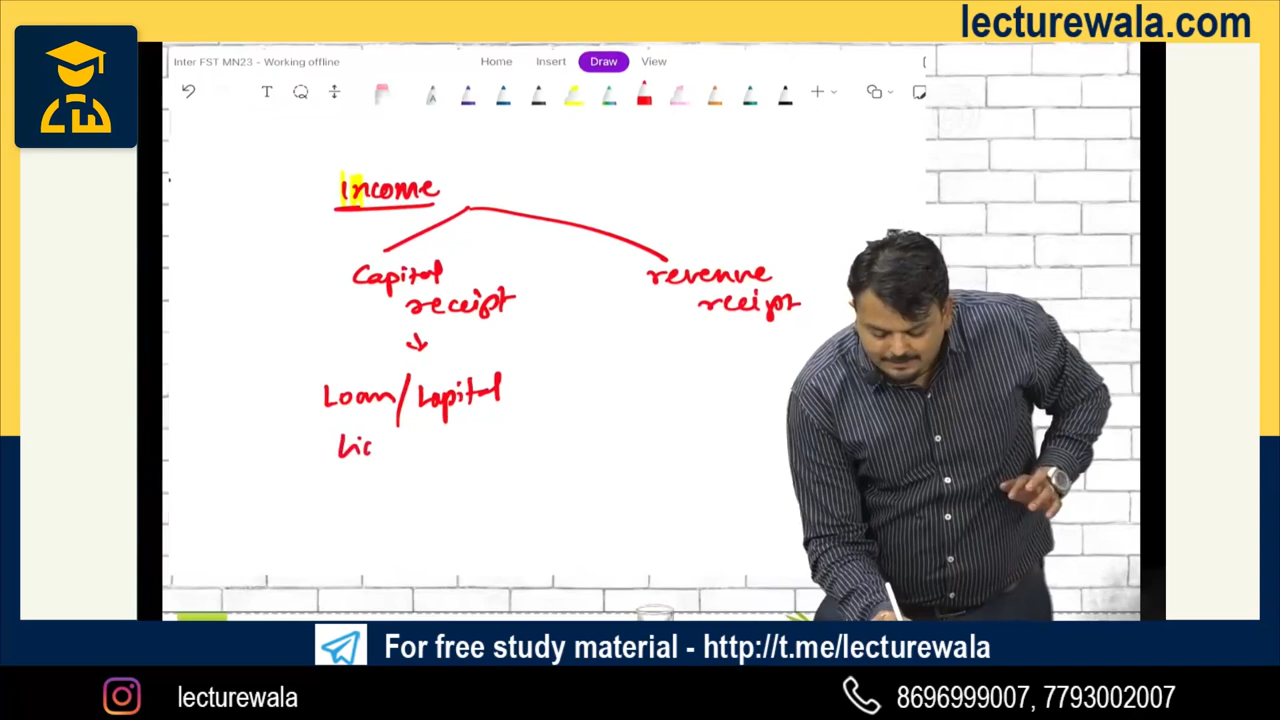 lecturewala.com
Inter FST MN23 - Working offline
Home Insert Draw View
Income
Capital
receipt
revenue
receipt
Loan/Capital
Lia
For free study material - http://t.me/lecturewala
lecturewala
8696999007, 7793002007